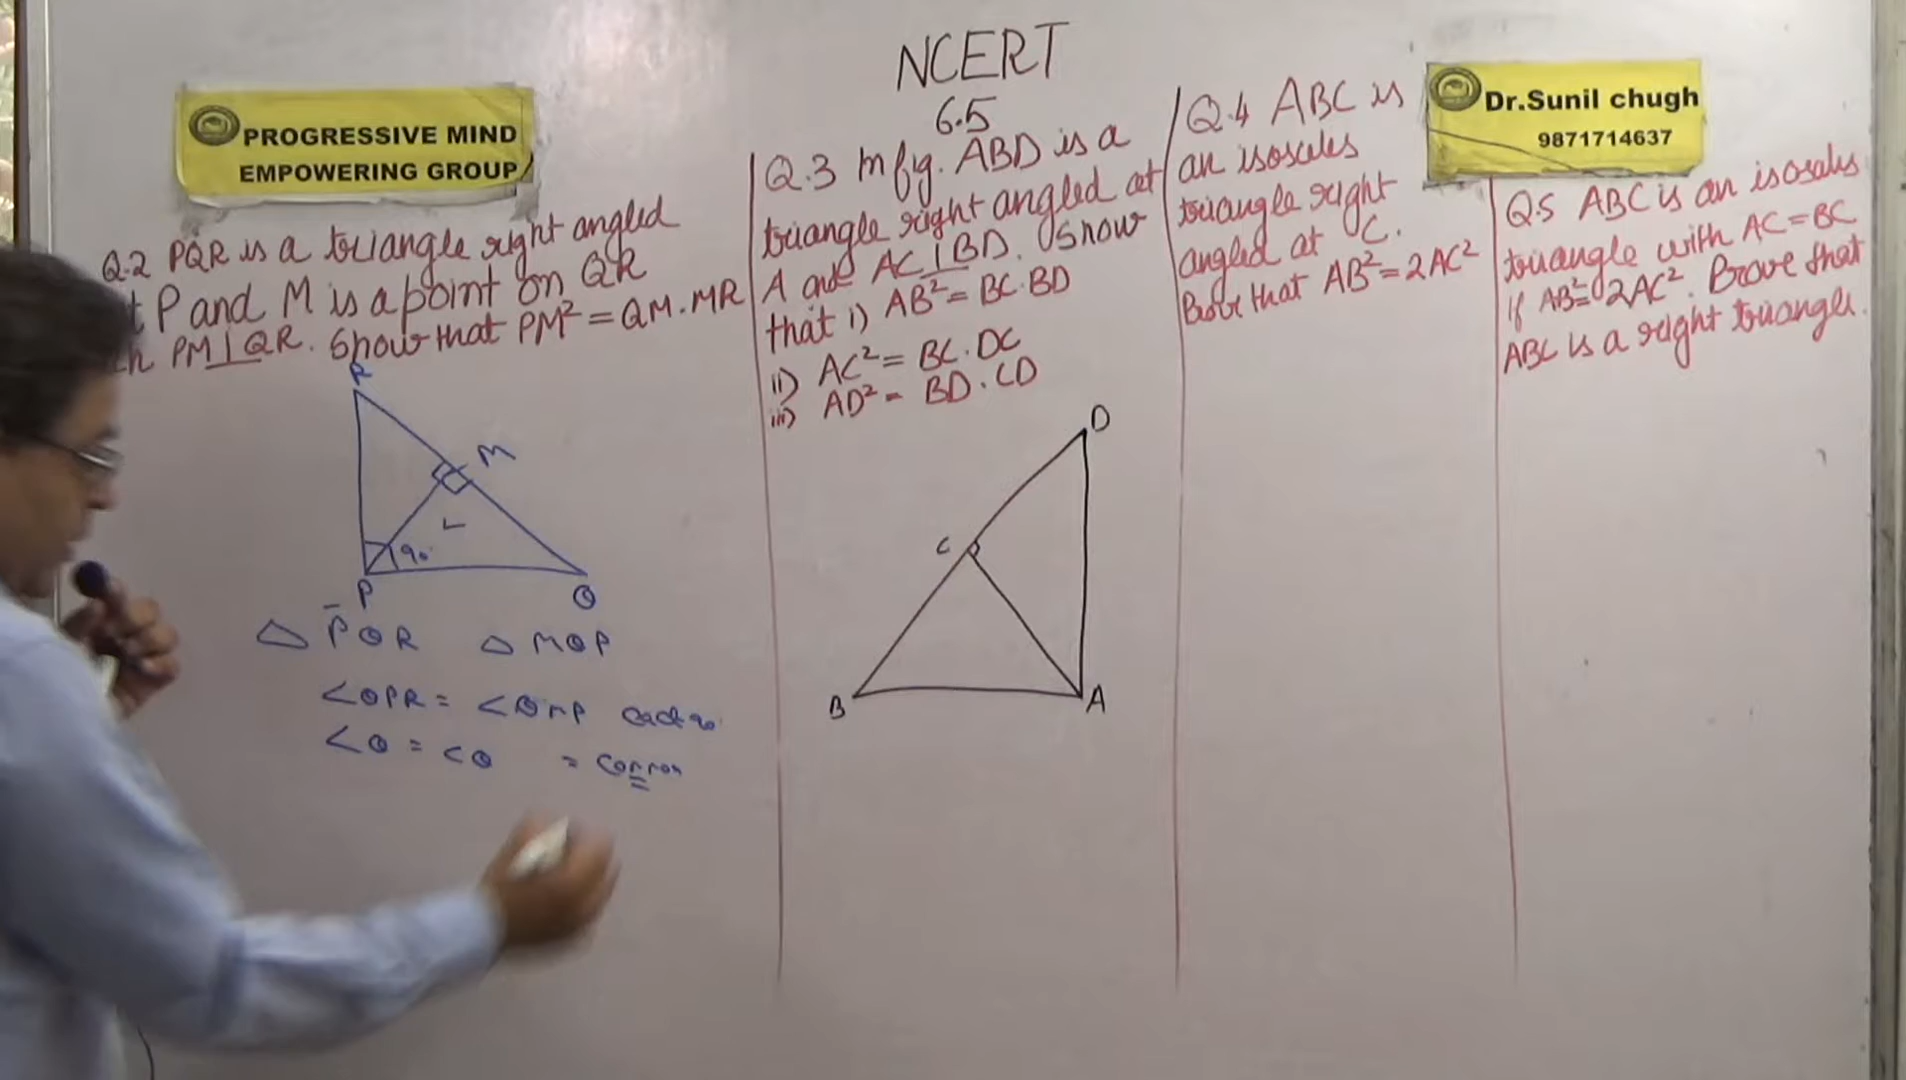 NCERT
6.5
PROGRESSIVE MIND
EMPOWERING GROUP
Dr.Sunil chugh
9871714637
Q.2 PQR is a triangle right angled
P and M is a point on QR
PM⊥QR. Show that PM²=QM.MR
R
M
L
90°
P
Q
△ PQR △ MQP
∠QPR = ∠QMP each 90
∠Q = ∠Q = common
Q.3 In fig. ABD is a
triangle right angled at
A and AC⊥BD. Show
that i) AB² = BC.BD
ii) AC² = BC.DC
iii) AD² = BD.CD
D
C
B
A
Q.4 ABC is
an isosceles
triangle right
angled at C.
Prove that AB²=2AC²
Q.5 ABC is an isosceles
triangle with AC=BC
if AB²=2AC². Prove that
ABC is a right triangle.